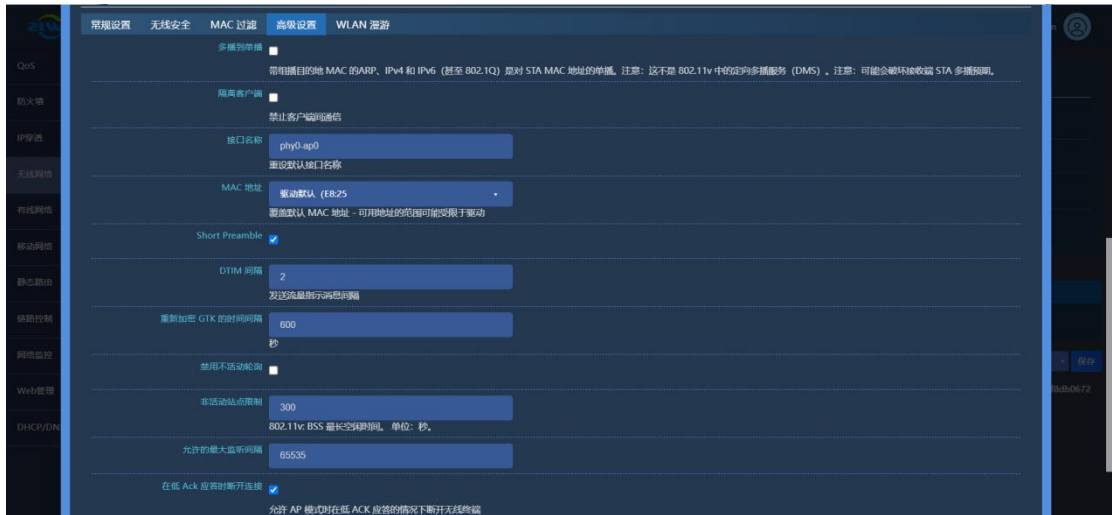 常规设置 无线安全 MAC 过滤 高级设置 WLAN 漫游
多播到单播
带组播目的地 MAC 的ARP、IPv4 和 IPv6（甚至 802.1Q）是对 STA MAC 地址的单播。注意：这不是 802.11v 中的定向多播服务（DMS）。注意：可能会破坏接收端 STA 多播预期。
QoS
隔离客户端
禁止客户端间通信
防火墙
接口名称
phy0-ap0
重设默认接口名称
IP穿透
无线网络
MAC 地址
驱动默认 (E8:25
覆盖默认 MAC 地址 - 可用地址的范围可能受限于驱动
有线网络
Short Preamble
移动网络
DTIM 间隔
2
发送流量指示消息间隔
静态路由
重新加密 GTK 的时间间隔
600
秒
链路控制
网络监控
禁用不活动轮询
保存
Web管理
f8db0672
非活动站点限制
300
802.11v: BSS 最长空闲时间。 单位：秒。
DHCP/DN
允许的最大监听间隔
65535
在低 Ack 应答时断开连接
允许 AP 模式时在低 ACK 应答的情况下断开无线终端